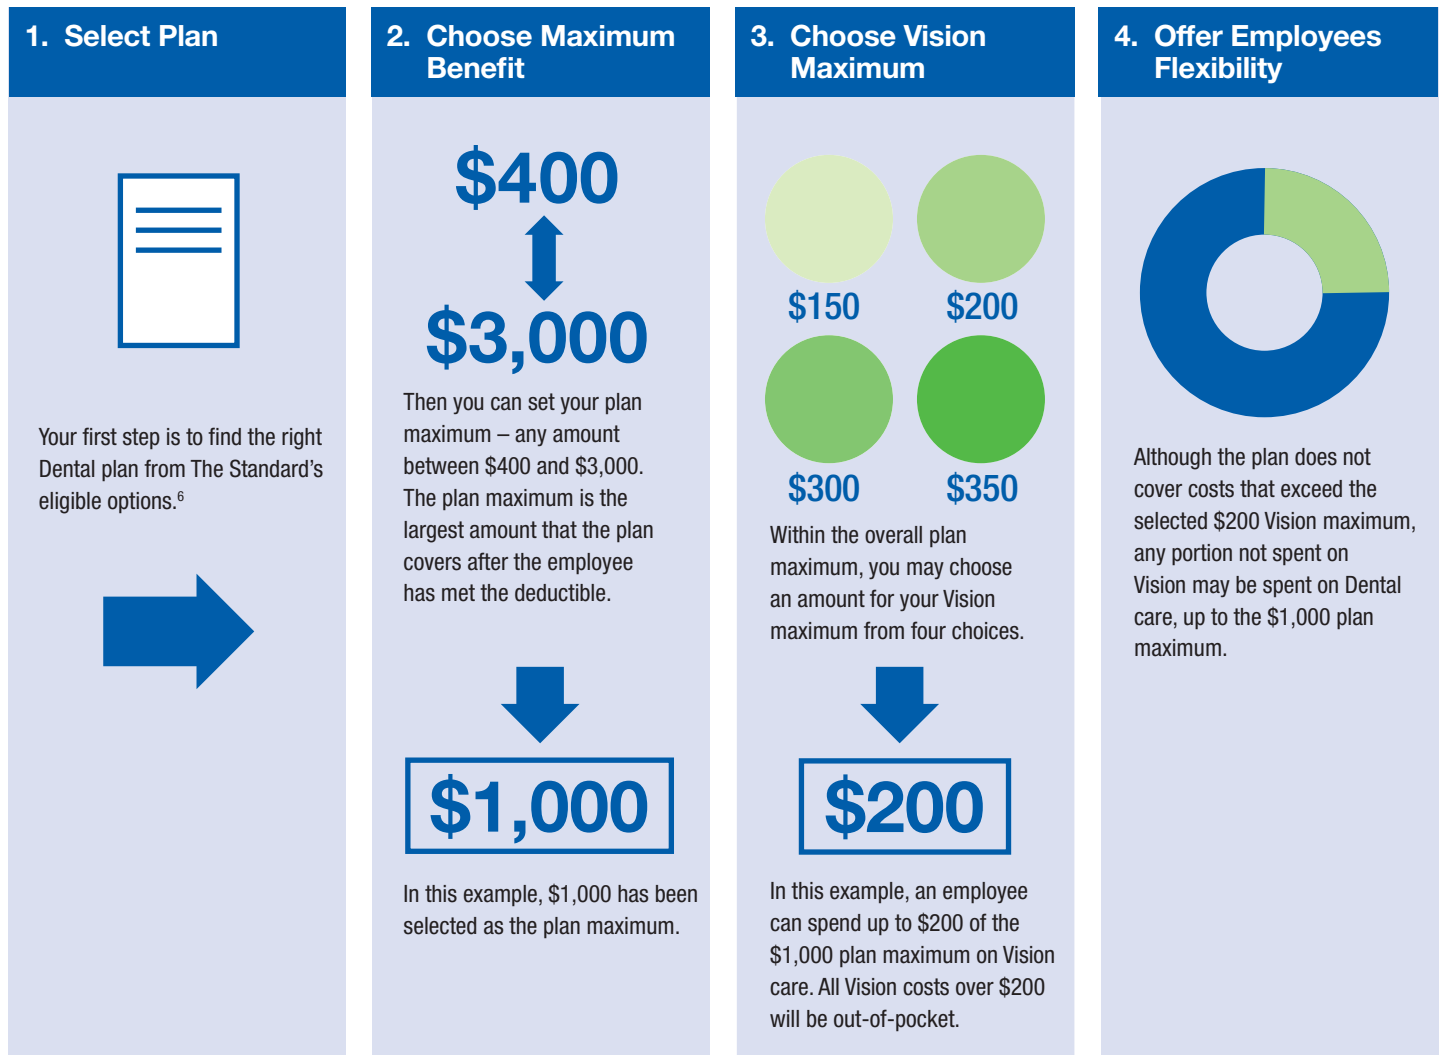 1. Select Plan
Your first step is to find the right
Dental plan from The Standard’s
eligible options.6
2. Choose Maximum
Benefit
$400
$3,000
Then you can set your plan
maximum – any amount
between $400 and $3,000.
The plan maximum is the
largest amount that the plan
covers after the employee
has met the deductible.
$1,000
In this example, $1,000 has been
selected as the plan maximum.
3. Choose Vision
Maximum
$150
$200
$300
$350
Within the overall plan
maximum, you may choose
an amount for your Vision
maximum from four choices.
$200
In this example, an employee
can spend up to $200 of the
$1,000 plan maximum on Vision
care. All Vision costs over $200
will be out-of-pocket.
4. Offer Employees
Flexibility
Although the plan does not
cover costs that exceed the
selected $200 Vision maximum,
any portion not spent on
Vision may be spent on Dental
care, up to the $1,000 plan
maximum.